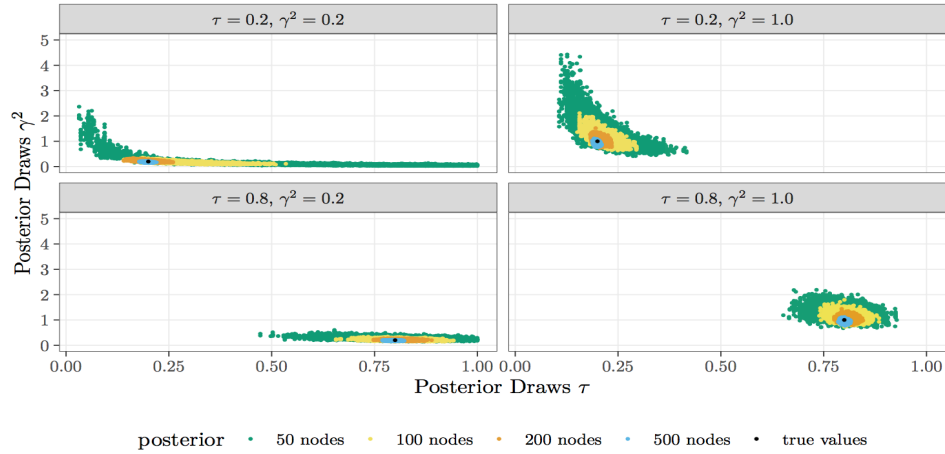 τ = 0.2, γ² = 0.2
τ = 0.2, γ² = 1.0
5
4
3
2
1
0
τ = 0.8, γ² = 0.2
τ = 0.8, γ² = 1.0
5
4
3
2
1
0
Posterior Draws γ²
0.00 0.25 0.50 0.75 1.00 0.00 0.25 0.50 0.75 1.00
Posterior Draws τ
posterior 50 nodes 100 nodes 200 nodes 500 nodes true values